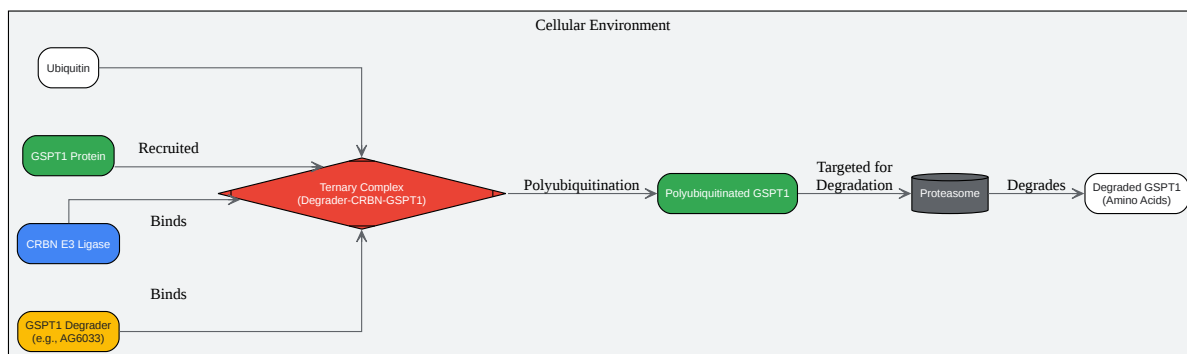 Cellular Environment
Ubiquitin
GSPT1 Protein
Recruited
CRBN E3 Ligase
Binds
Binds
GSPT1 Degrader
(e.g., AG6033)
Ternary Complex
(Degrader-CRBN-GSPT1)
Polyubiquitination
Polyubiquitinated GSPT1
Targeted for
Degradation
Proteasome
Degrades
Degraded GSPT1
(Amino Acids)